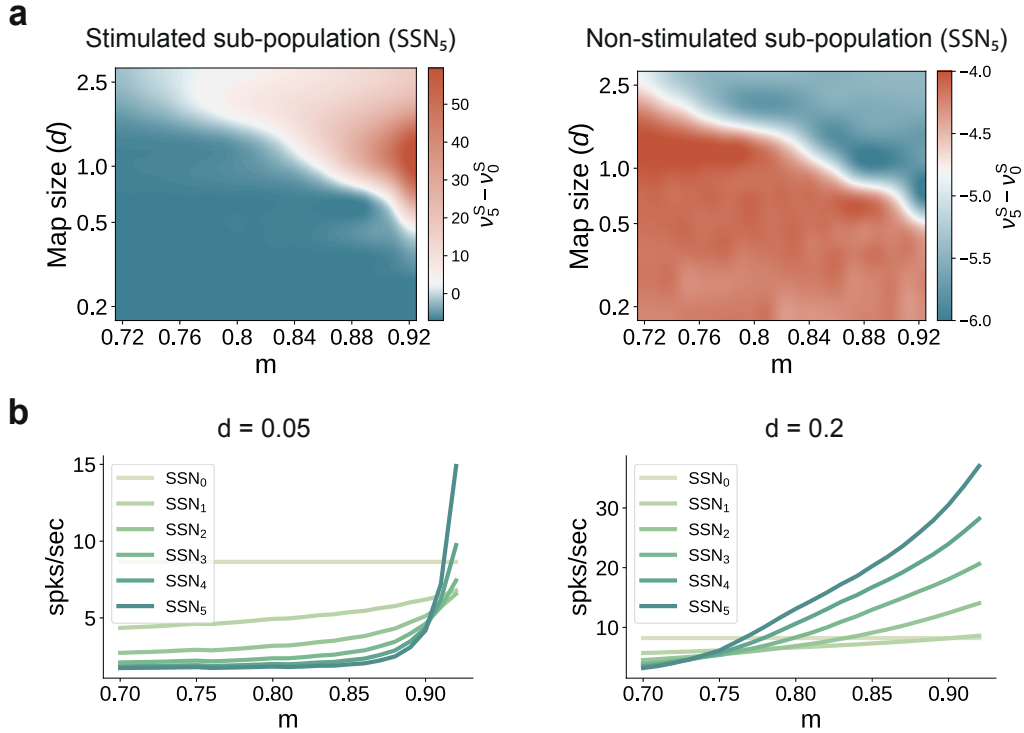 a
Stimulated sub-population (SSN₅)
Non-stimulated sub-population (SSN₅)
Map size (d)
2.5
1.0
0.5
0.2
0.72 0.76 0.8 0.84 0.88 0.92
m
50
40
30
20
10
0
ν₅ˢ − ν₀ˢ
Map size (d)
2.5
1.0
0.5
0.2
0.72 0.76 0.8 0.84 0.88 0.92
m
−4.0
−4.5
−5.0
−5.5
−6.0
ν₅ˢ − ν₀ˢ
b
d = 0.05
spks/sec
15
10
5
SSN₀
SSN₁
SSN₂
SSN₃
SSN₄
SSN₅
0.70 0.75 0.80 0.85 0.90
m
d = 0.2
spks/sec
30
20
10
SSN₀
SSN₁
SSN₂
SSN₃
SSN₄
SSN₅
0.70 0.75 0.80 0.85 0.90
m